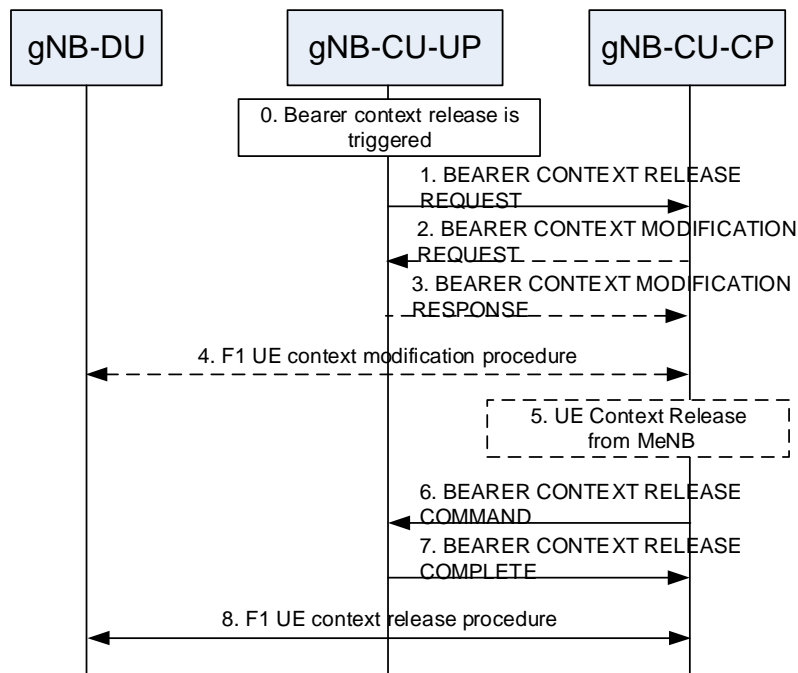 gNB-DU
gNB-CU-UP
gNB-CU-CP
0. Bearer context release is
triggered
1. BEARER CONTEXT RELEASE
REQUEST
2. BEARER CONTEXT MODIFICATION
REQUEST
3. BEARER CONTEXT MODIFICATION
RESPONSE
4. F1 UE context modification procedure
5. UE Context Release
from MeNB
6. BEARER CONTEXT RELEASE
COMMAND
7. BEARER CONTEXT RELEASE
COMPLETE
8. F1 UE context release procedure